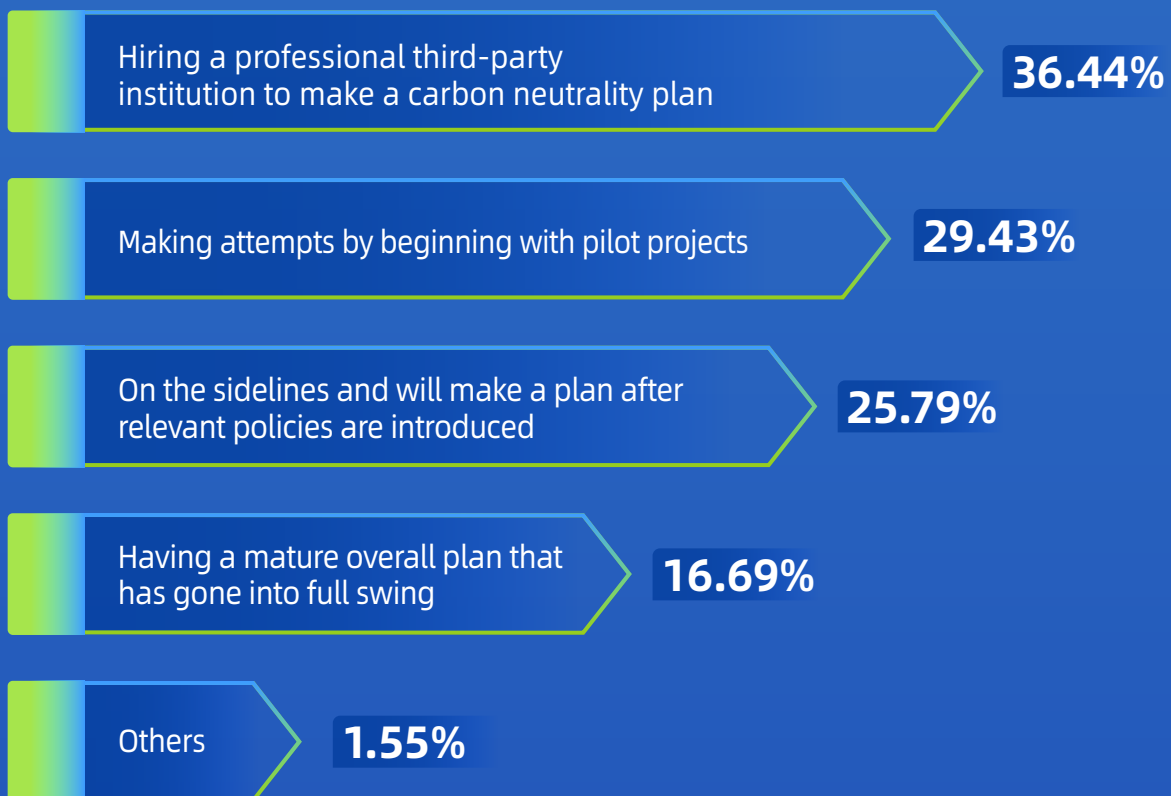 Hiring a professional third-party
institution to make a carbon neutrality plan
36.44%
Making attempts by beginning with pilot projects
29.43%
On the sidelines and will make a plan after
relevant policies are introduced
25.79%
Having a mature overall plan that
has gone into full swing
16.69%
Others
1.55%